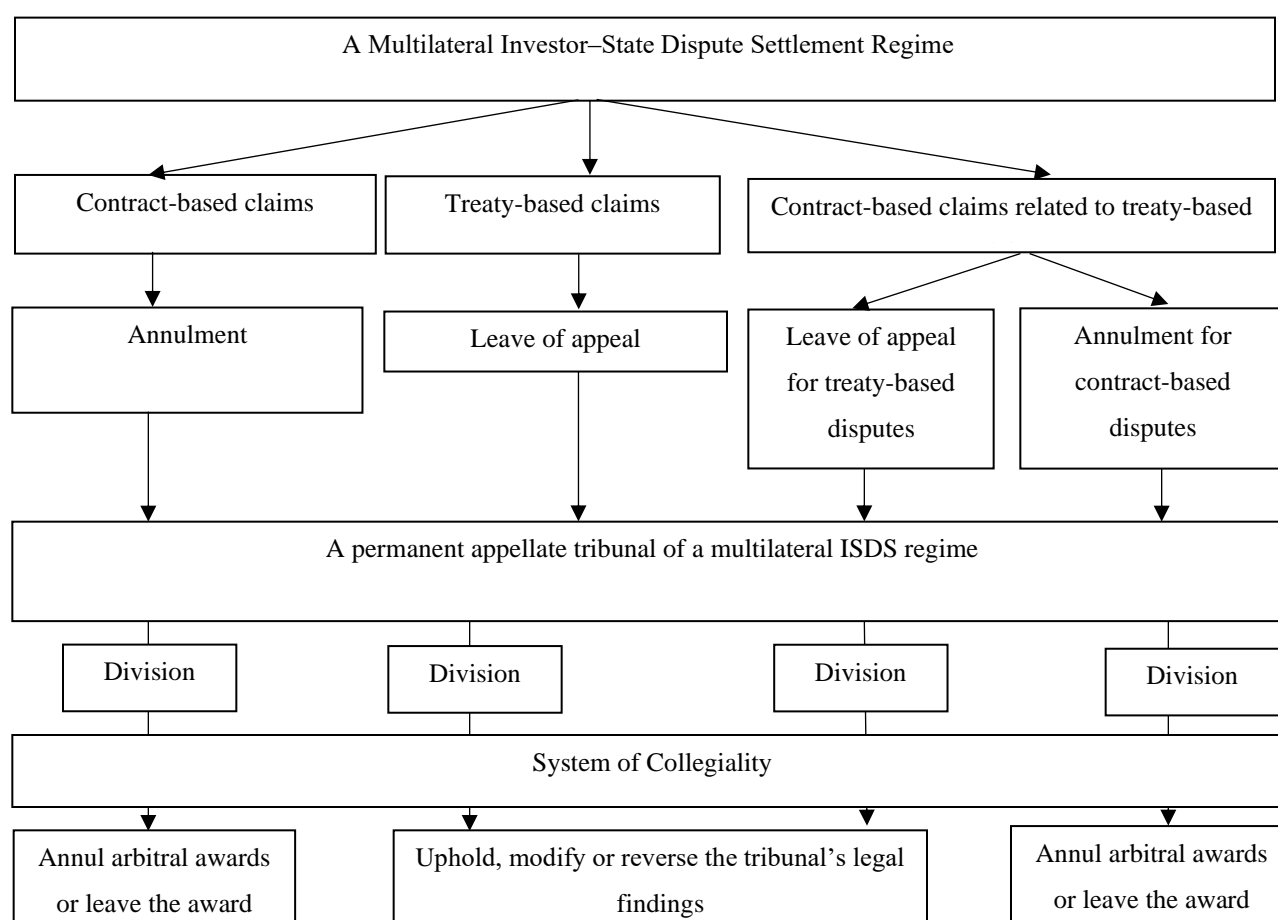 A Multilateral Investor–State Dispute Settlement Regime
Contract-based claims
Treaty-based claims
Contract-based claims related to treaty-based
Annulment
Leave of appeal
Leave of appeal
for treaty-based
disputes
Annulment for
contract-based
disputes
A permanent appellate tribunal of a multilateral ISDS regime
Division
Division
Division
Division
System of Collegiality
Annul arbitral awards
or leave the award
Uphold, modify or reverse the tribunal’s legal
findings
Annul arbitral awards
or leave the award